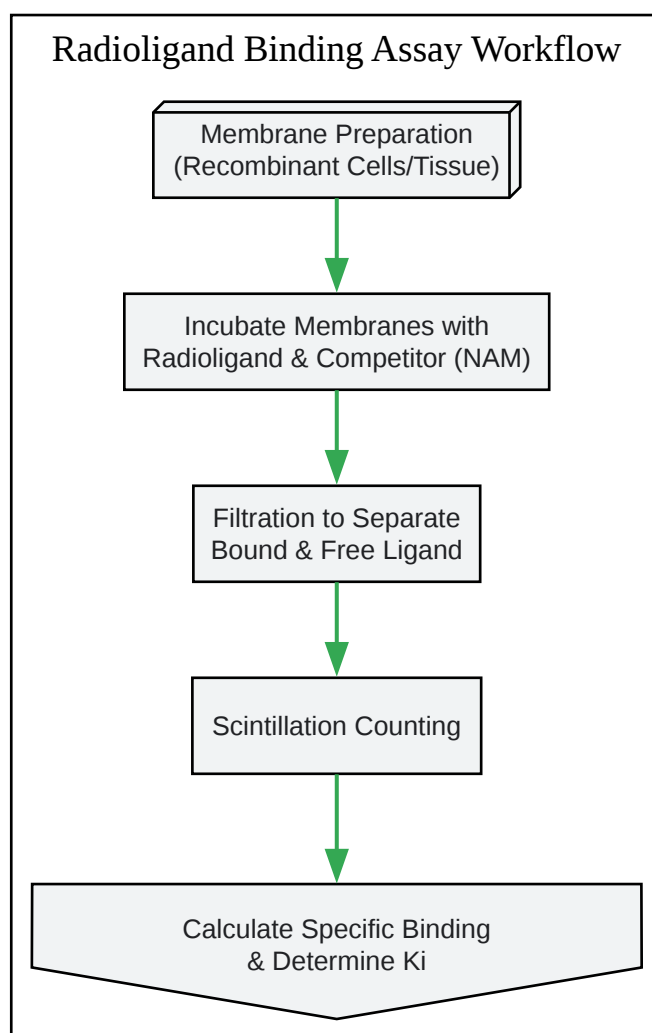 Radioligand Binding Assay Workflow
Membrane Preparation
(Recombinant Cells/Tissue)
Incubate Membranes with
Radioligand & Competitor (NAM)
Filtration to Separate
Bound & Free Ligand
Scintillation Counting
Calculate Specific Binding
& Determine Ki